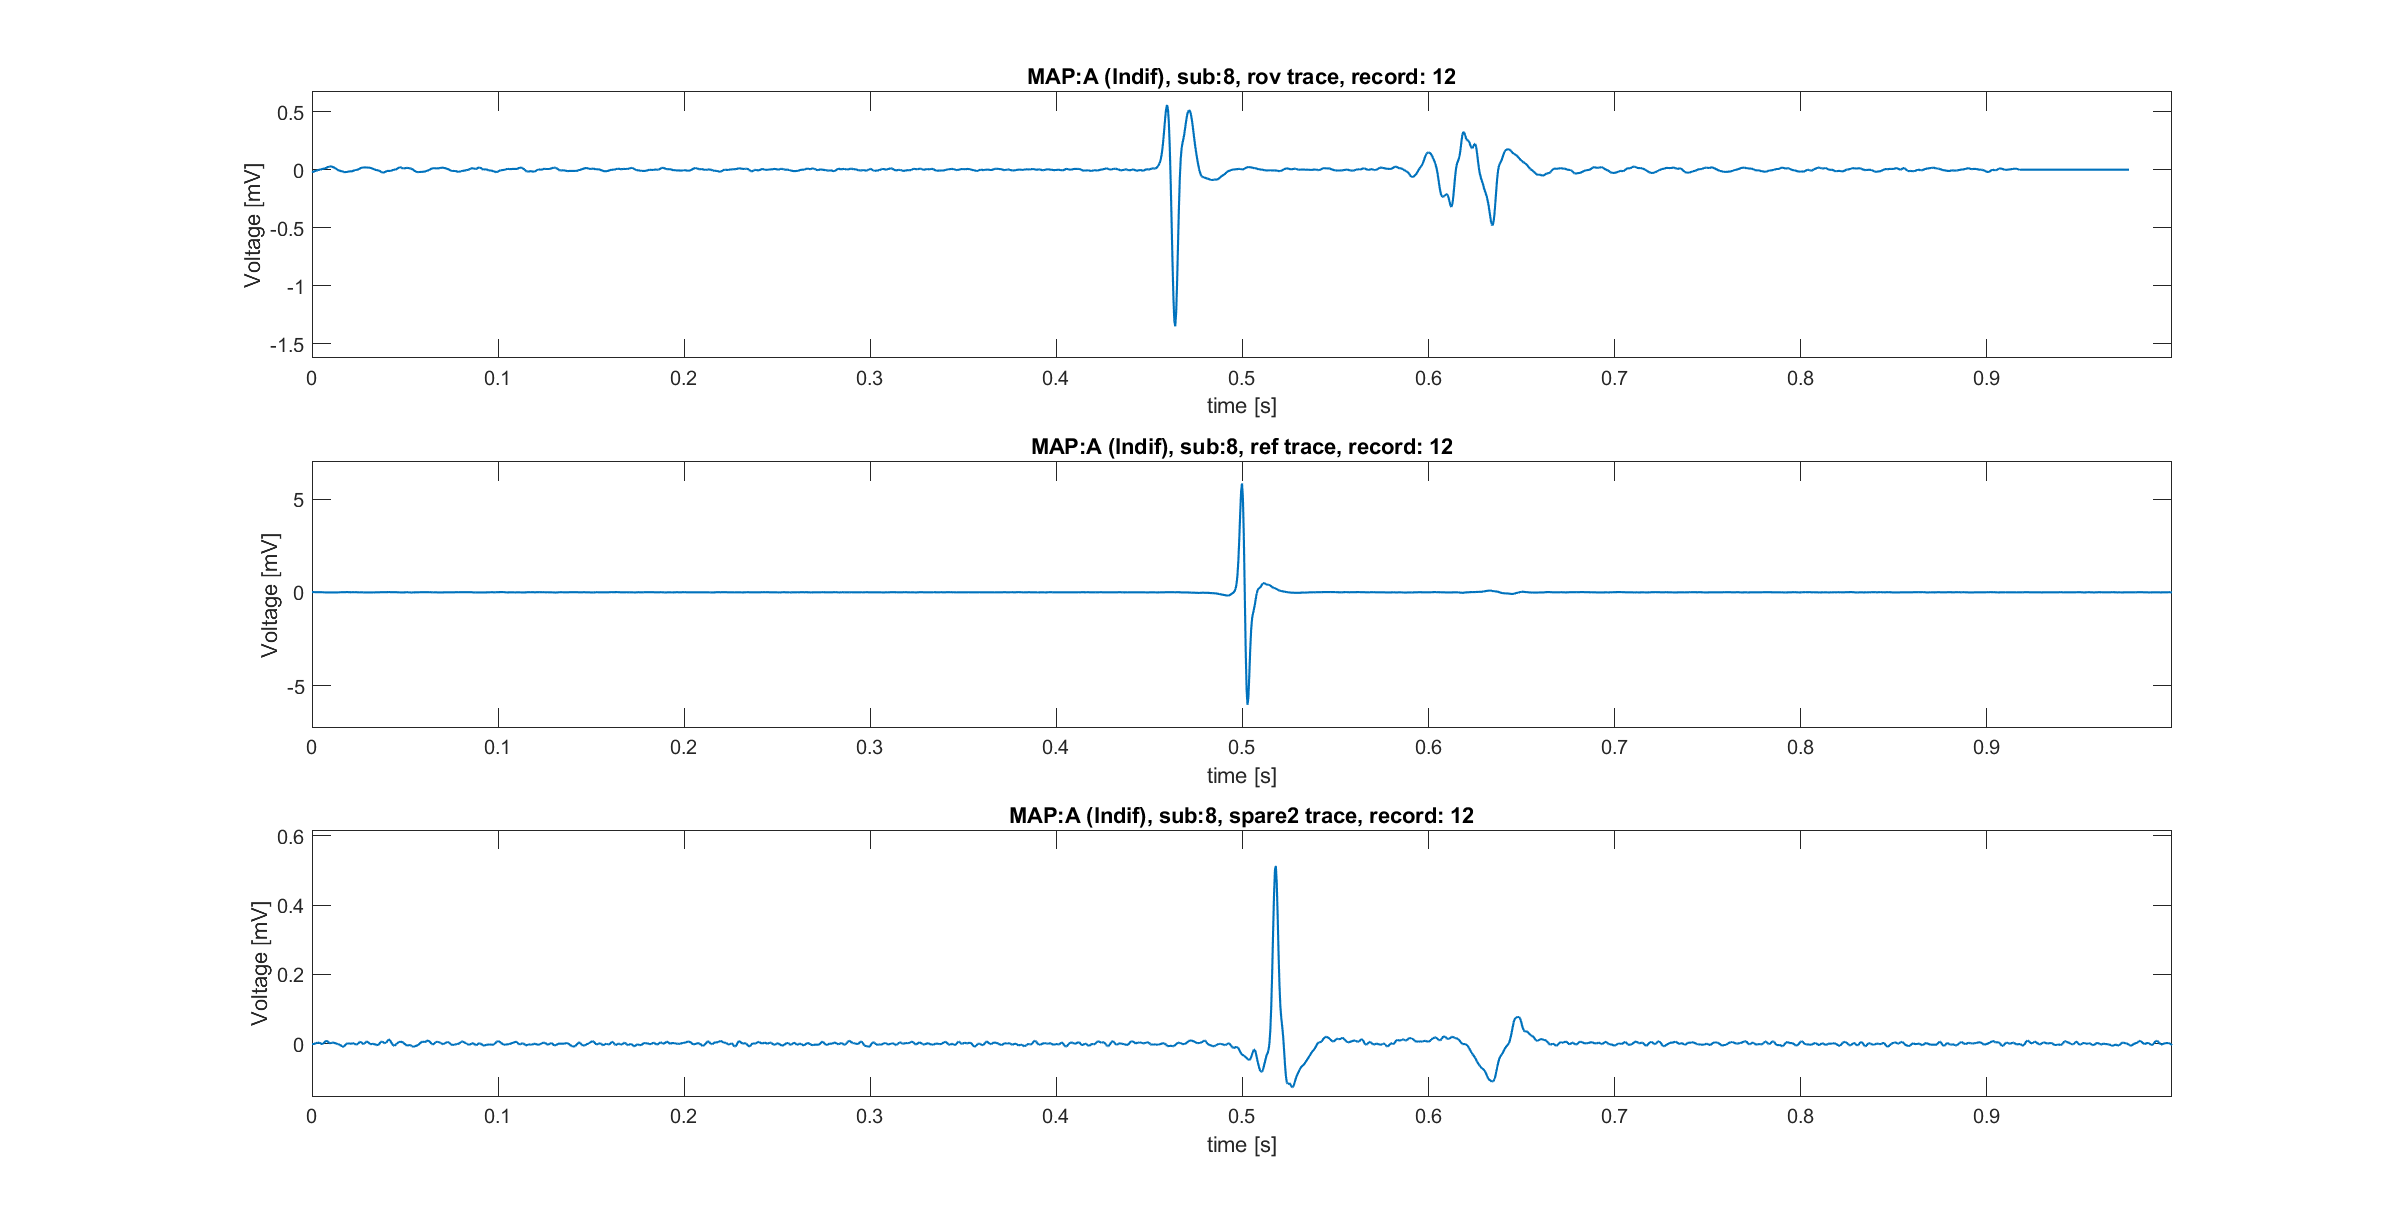 MAP:A (Indif), sub:8, rov trace, record: 12
Voltage [mV]
0.5
0
-0.5
-1
-1.5
0 0.1 0.2 0.3 0.4 0.5 0.6 0.7 0.8 0.9
time [s]
MAP:A (Indif), sub:8, ref trace, record: 12
Voltage [mV]
5
0
-5
0 0.1 0.2 0.3 0.4 0.5 0.6 0.7 0.8 0.9
time [s]
MAP:A (Indif), sub:8, spare2 trace, record: 12
Voltage [mV]
0.6
0.4
0.2
0
0 0.1 0.2 0.3 0.4 0.5 0.6 0.7 0.8 0.9
time [s]